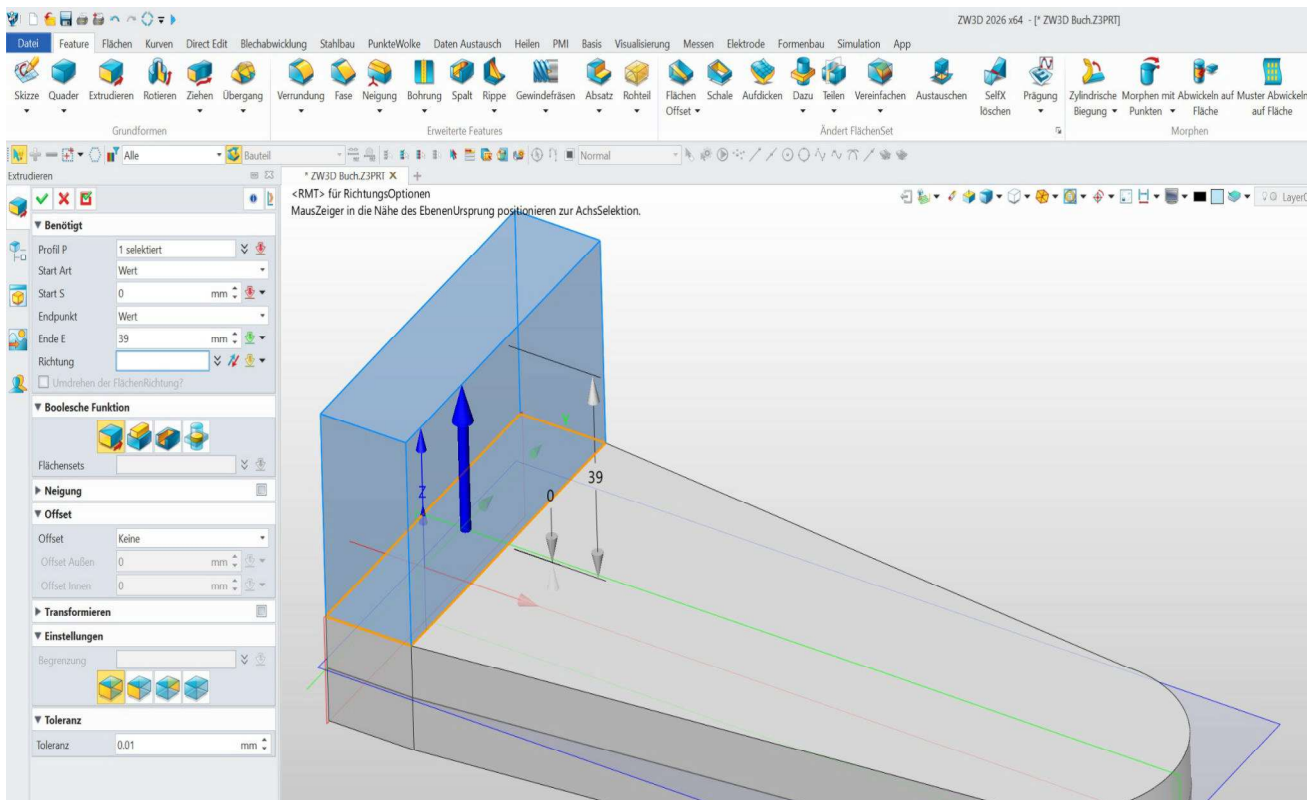 ZW3D 2026 x64 - [* ZW3D Buch.Z3PRT]
Datei Feature Flächen Kurven Direct Edit Blechabwicklung Stahlbau PunkteWolke Daten Austausch Heilen PMI Basis Visualisierung Messen Elektrode Formenbau Simulation App
Skizze Quader Extrudieren Rotieren Ziehen Übergang Verrundung Fase Neigung Bohrung Spalt Rippe Gewindefräsen Absatz Rohteil Flächen Schale Aufdicken Dazu Teilen Vereinfachen Austauschen SelfX Prägung Zylindrische Morphen mit Abwickeln auf Muster Abwickeln
Offset löschen Biegung Punkten Fläche auf Fläche
Grundformen Erweiterte Features Ändert FlächenSet Morphen
Alle Bauteil Normal
Extrudieren * ZW3D Buch.Z3PRT X +
<RMT> für RichtungsOptionen
MausZeiger in die Nähe des EbenenUrsprung positionieren zur AchsSelektion.
Benötigt
Profil P 1 selektiert
Start Art Wert
Start S 0 mm
Endpunkt Wert
Ende E 39 mm
Richtung
Umdrehen der FlächenRichtung?
Boolesche Funktion
Flächensets
Neigung
Offset
Offset Keine
Offset Außen 0 mm
Offset Innen 0 mm
Transformieren
Einstellungen
Begrenzung
Toleranz
Toleranz 0.01 mm
39
Z
0